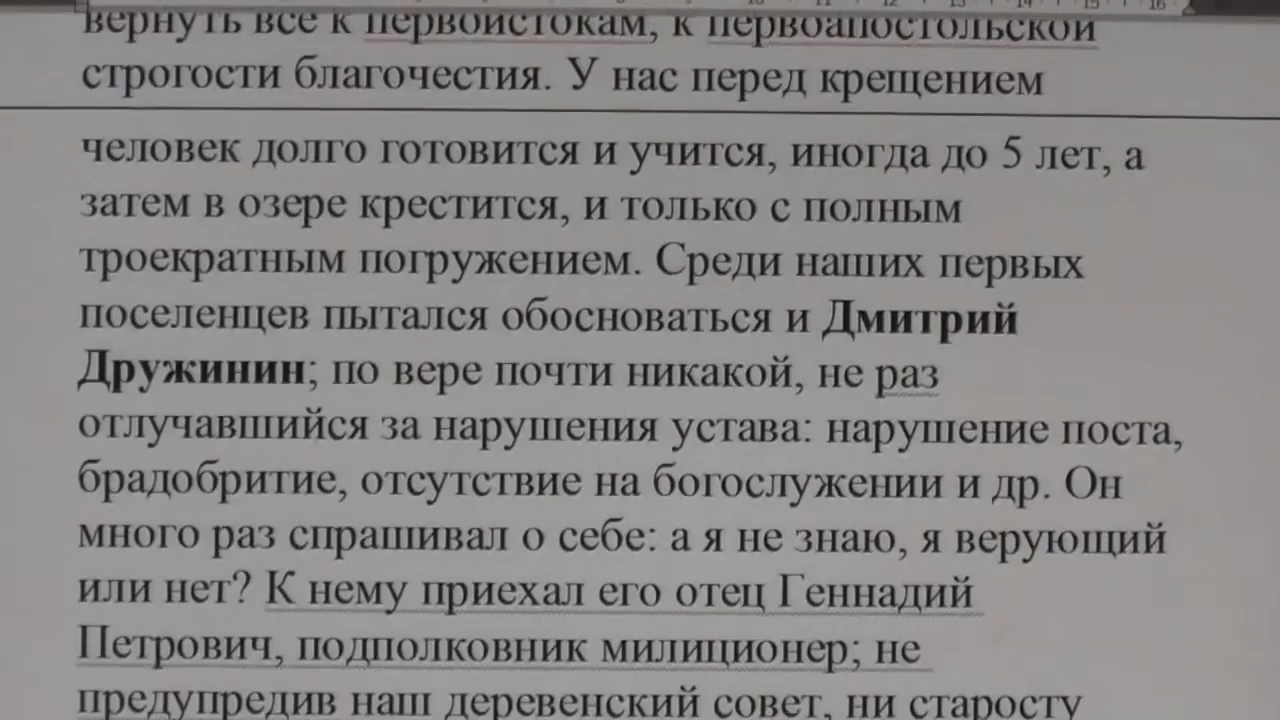 вернуть все к первоистокам, к первоапостольской
строгости благочестия. У нас перед крещением
человек долго готовится и учится, иногда до 5 лет, а
затем в озере крестится, и только с полным
троекратным погружением. Среди наших первых
поселенцев пытался обосноваться и Дмитрий
Дружинин; по вере почти никакой, не раз
отлучавшийся за нарушения устава: нарушение поста,
брадобритие, отсутствие на богослужении и др. Он
много раз спрашивал о себе: а я не знаю, я верующий
или нет? К нему приехал его отец Геннадий
Петрович, подполковник милиционер; не
предупредив наш деревенский совет, ни старосту